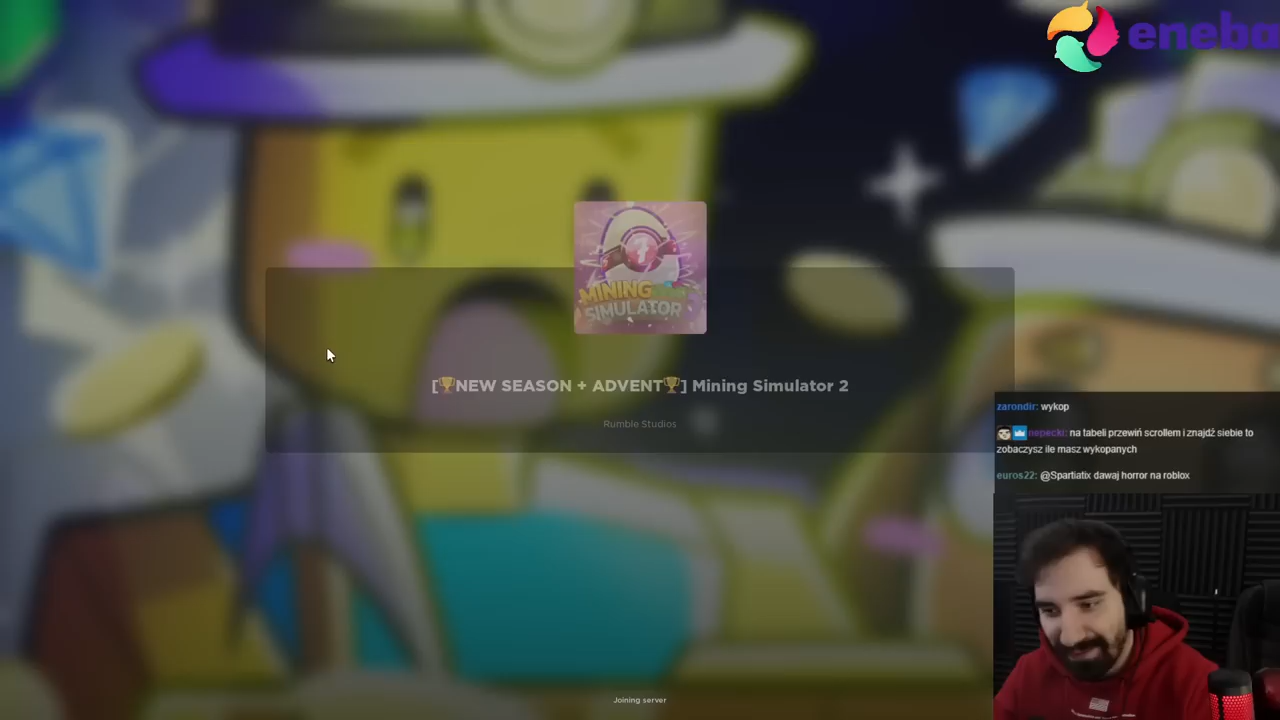 eneba
MINING
SIMULATOR
[🏆NEW SEASON + ADVENT🏆] Mining Simulator 2
Rumble Studios
zarondir: wykop
nepecki: na tabeli przewiń scrollem i znajdź siebie to
zobaczysz ile masz wykopanych
euros22: @Spartiatix dawaj horror na roblox
Joining server